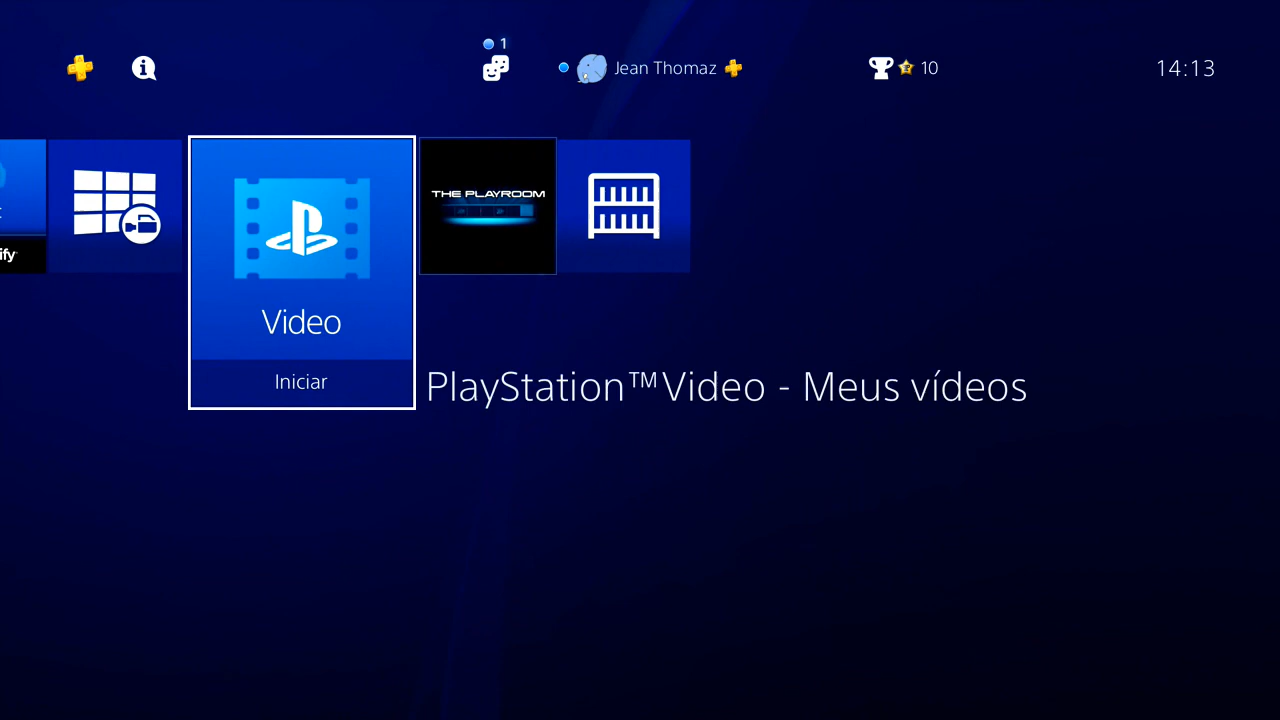 1
Jean Thomaz
10
14:13
ify
THE PLAYROOM
Video
Iniciar
PlayStation™Video - Meus vídeos